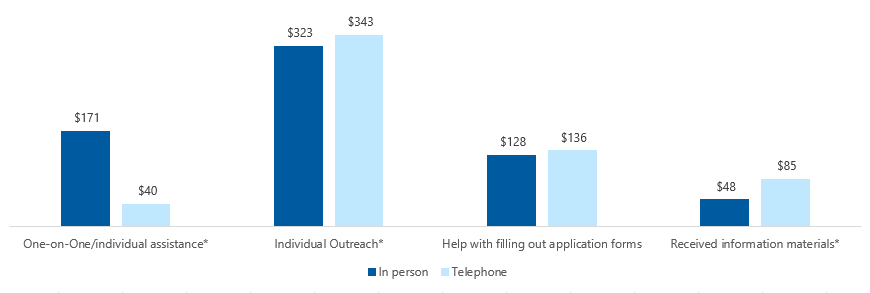 $171
$40
$323
$343
$128
$136
$48
$85
One-on-One/individual assistance*
Individual Outreach*
Help with filling out application forms
Received information materials*
In person
Telephone